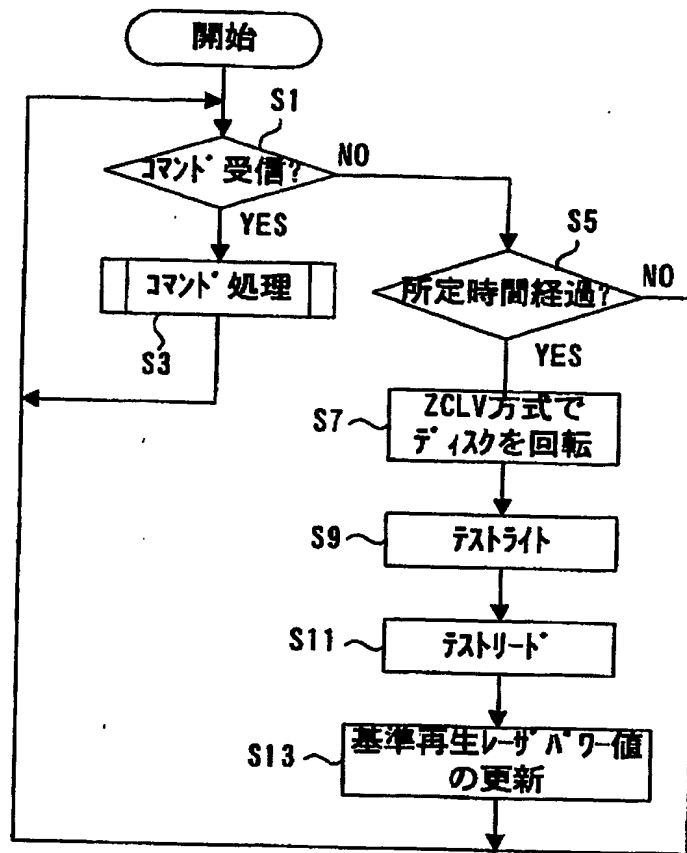 開始
S1
コマンド受信?
NO
YES
コマンド処理
S3
S5
所定時間経過?
NO
YES
S7
ZCLV方式で
ディスクを回転
S9
テストライト
S11
テストリード
S13
基準再生レーザパワー値
の更新